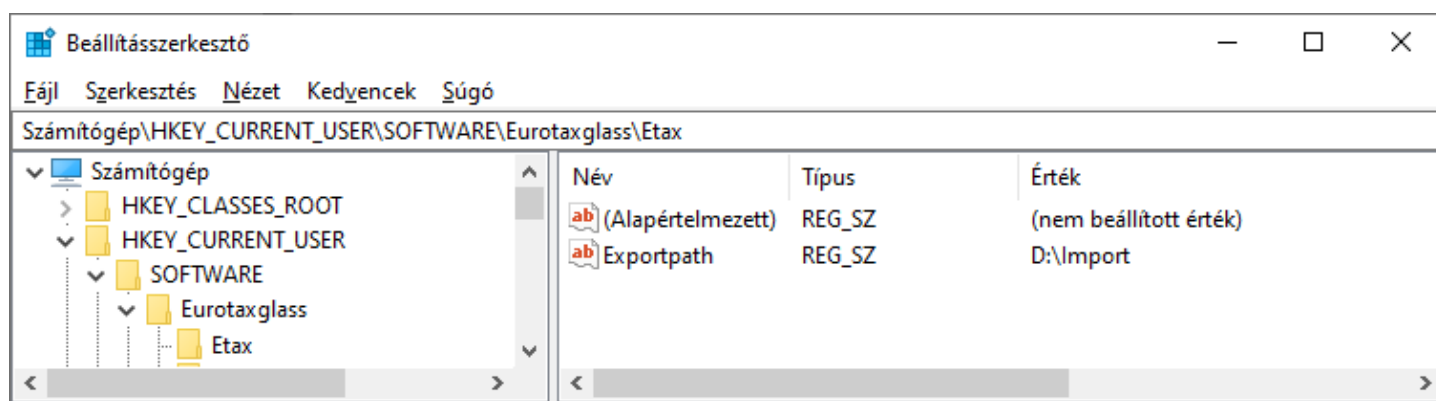 Beállításszerkesztő
Fájl Szerkesztés Nézet Kedvencek Súgó
Számítógép\HKEY_CURRENT_USER\SOFTWARE\Eurotaxglass\Etax
Számítógép
HKEY_CLASSES_ROOT
HKEY_CURRENT_USER
SOFTWARE
Eurotaxglass
Etax
Név Típus Érték
(Alapértelmezett) REG_SZ (nem beállított érték)
Exportpath REG_SZ D:\Import